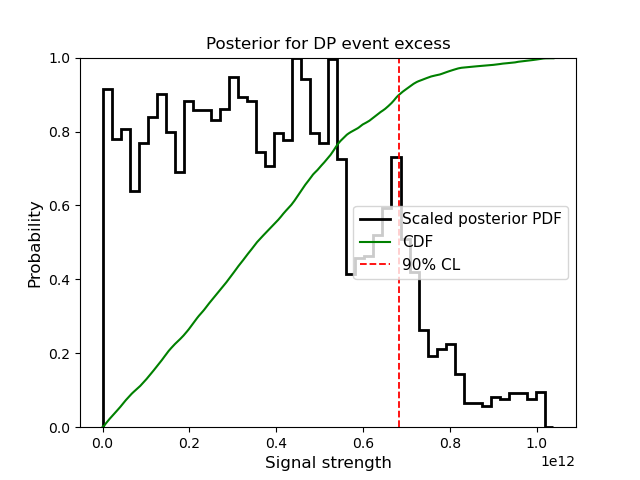 Posterior for DP event excess
Probability
1.0
0.8
0.6
0.4
0.2
0.0
Scaled posterior PDF
CDF
90% CL
0.0 0.2 0.4 0.6 0.8 1.0
1e12
Signal strength